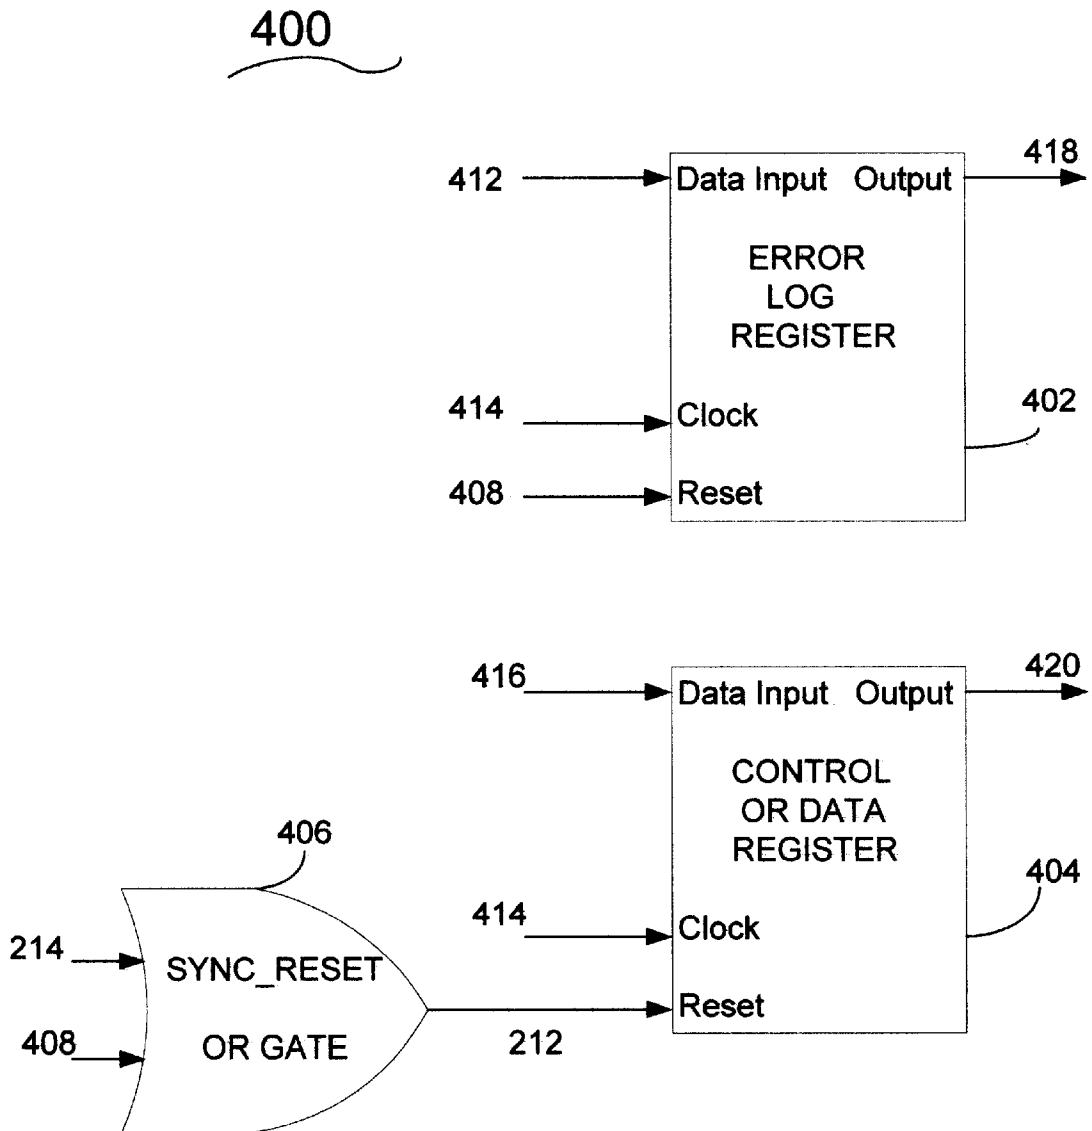 400
412
Data Input Output
418
ERROR
LOG
REGISTER
414
Clock
402
408
Reset
416
Data Input Output
420
CONTROL
OR DATA
REGISTER
406
404
414
Clock
214
SYNC_RESET
Reset
408
OR GATE
212